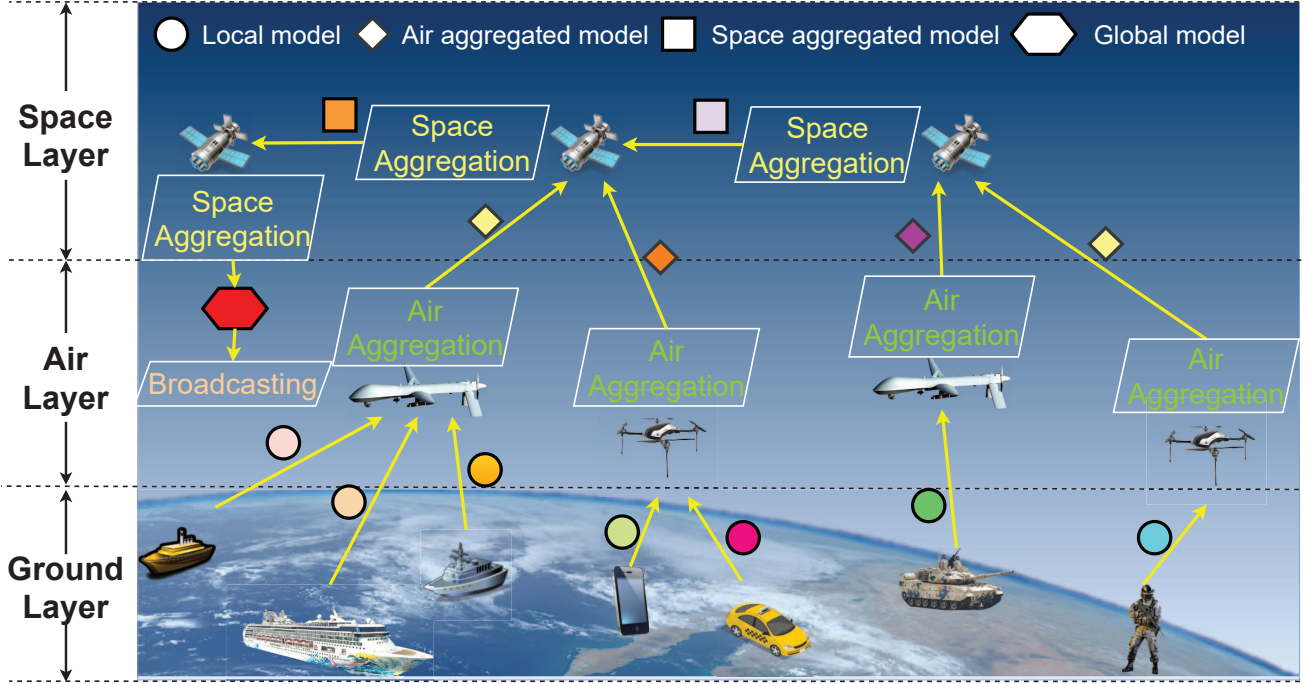 Local model
Air aggregated model
Space aggregated model
Global model
Space
Layer
Space
Aggregation
Space
Aggregation
Space
Aggregation
Air
Layer
Broadcasting
Air
Aggregation
Air
Aggregation
Air
Aggregation
Air
Aggregation
Ground
Layer